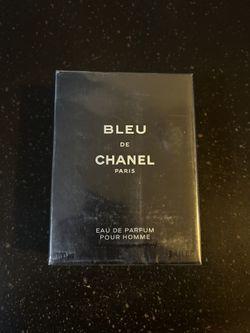 BLEU
DE
CHANEL
PARIS
EAU DE PARFUM
POUR HOMME